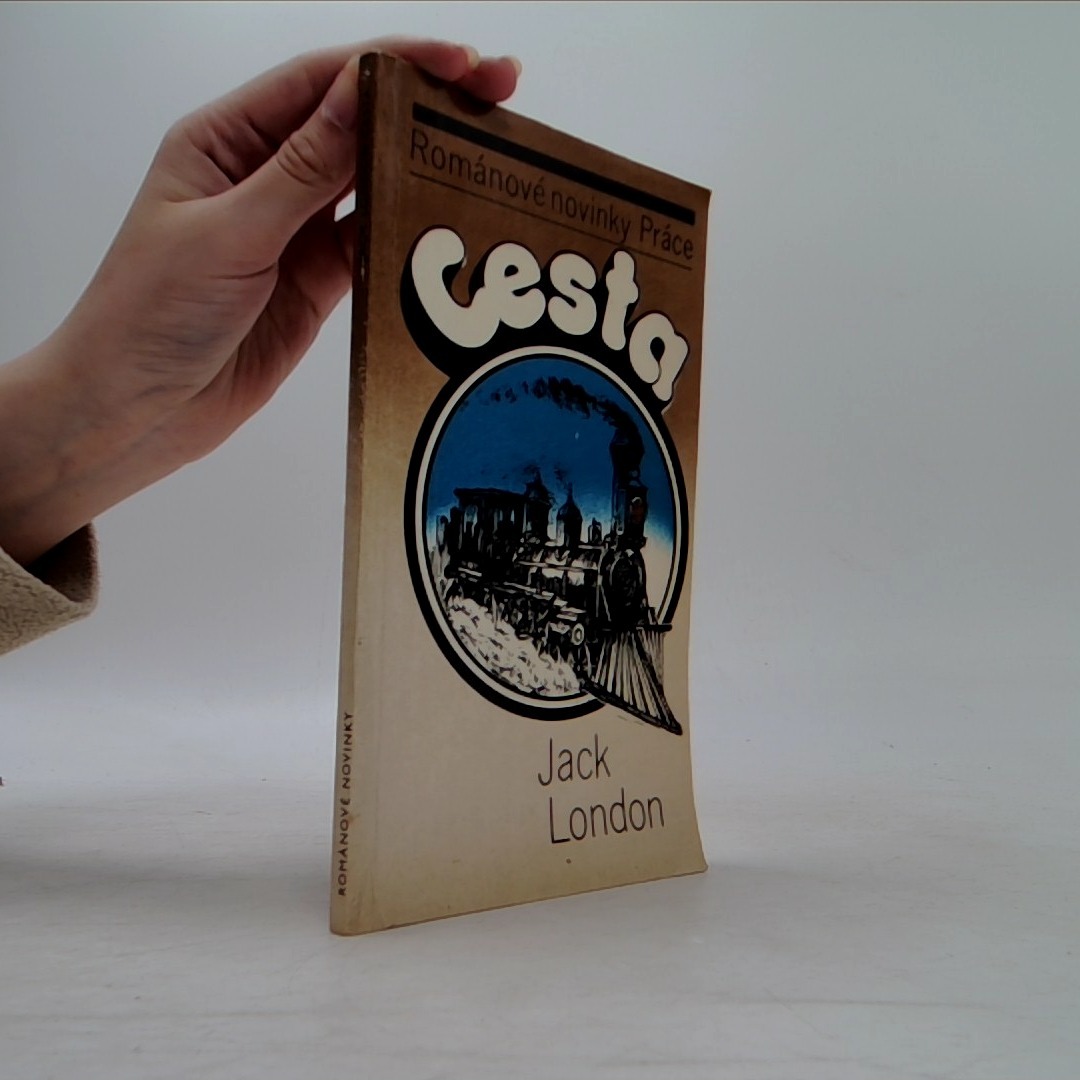 Románové novinky Práce
Cesta
Jack
London
ROMÁNOVÉ NOVINKY